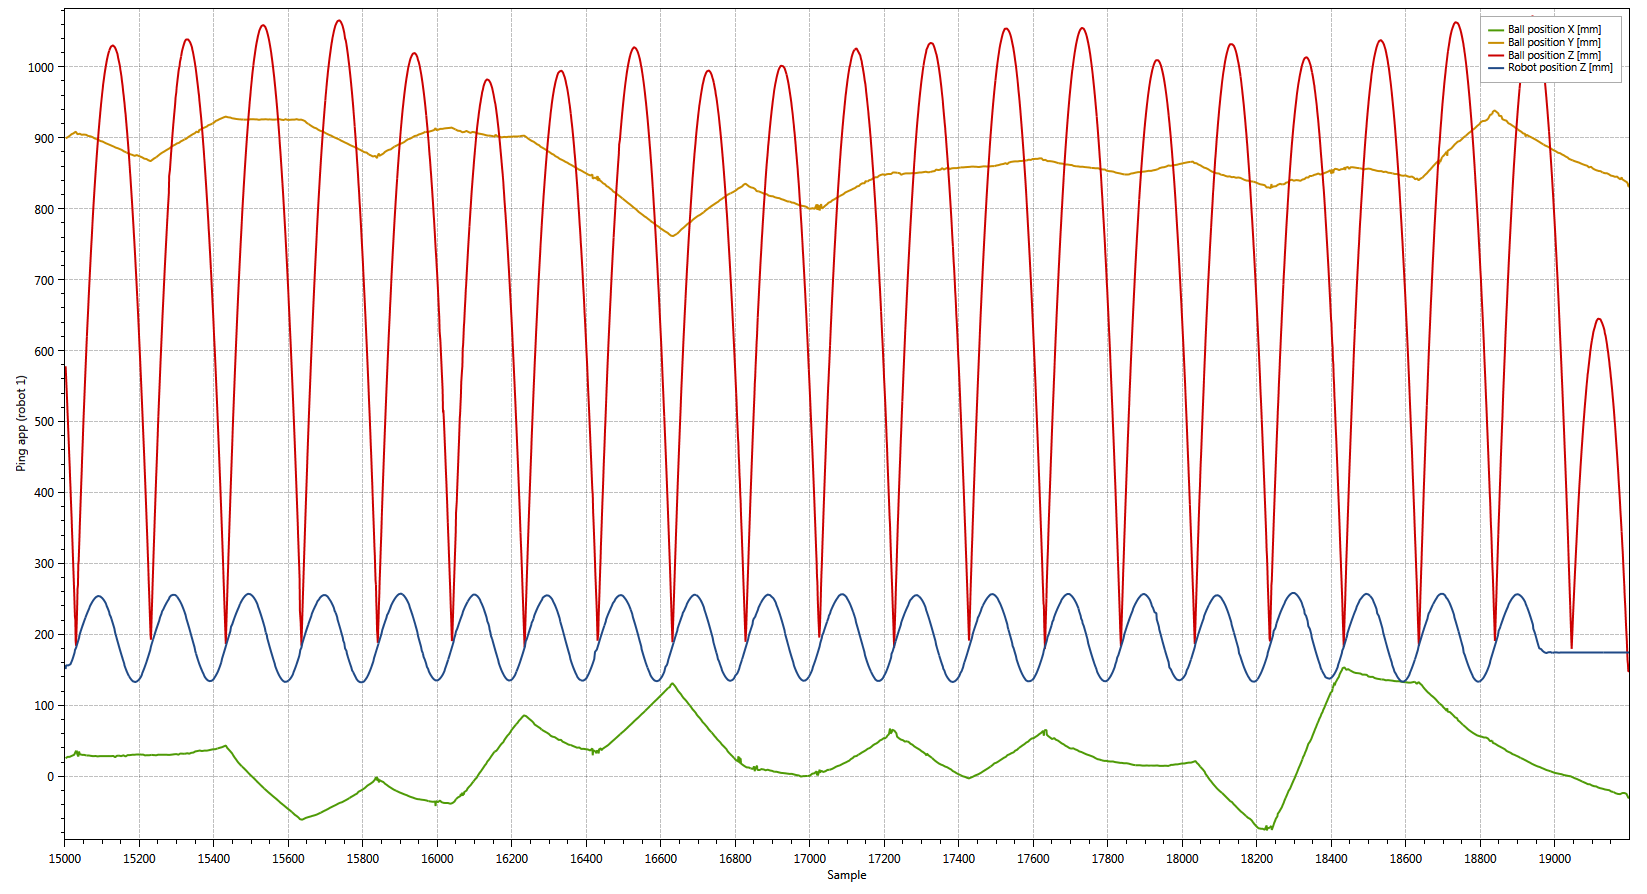 Ball position X [mm]
Ball position Y [mm]
Ball position Z [mm]
Robot position Z [mm]
1000
900
800
700
600
500
400
300
200
100
0
Ping app (robot 1)
15000 15200 15400 15600 15800 16000 16200 16400 16600 16800 17000 17200 17400 17600 17800 18000 18200 18400 18600 18800 19000
Sample